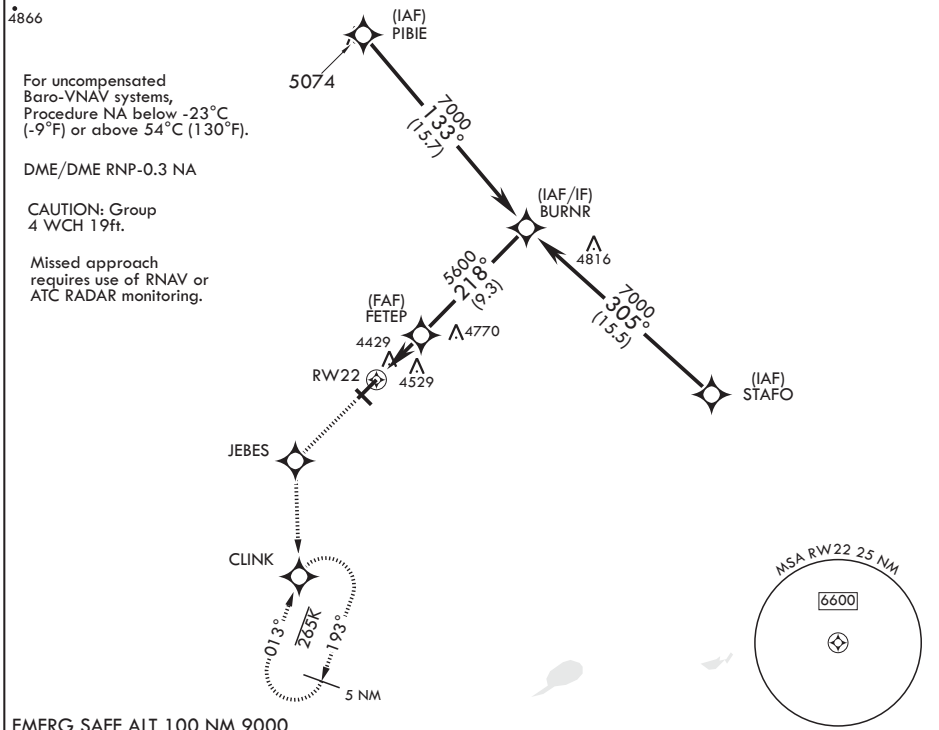 4866
(IAF)
PIBIE
5074
For uncompensated
Baro-VNAV systems,
Procedure NA below -23°C
(-9°F) or above 54°C (130°F).
DME/DME RNP-0.3 NA
CAUTION: Group
4 WCH 19ft.
Missed approach
requires use of RNAV or
ATC RADAR monitoring.
7000
133°
(15.7)
(IAF/IF)
BURNR
4816
5600
218°
(9.3)
7000
305°
(15.5)
(FAF)
FETEP
4770
4429
4529
RW22
(IAF)
STAFO
JEBES
CLINK
013°
265K
193°
5 NM
MSA RW22 25 NM
6600
EMERG SAFE ALT 100 NM 9000